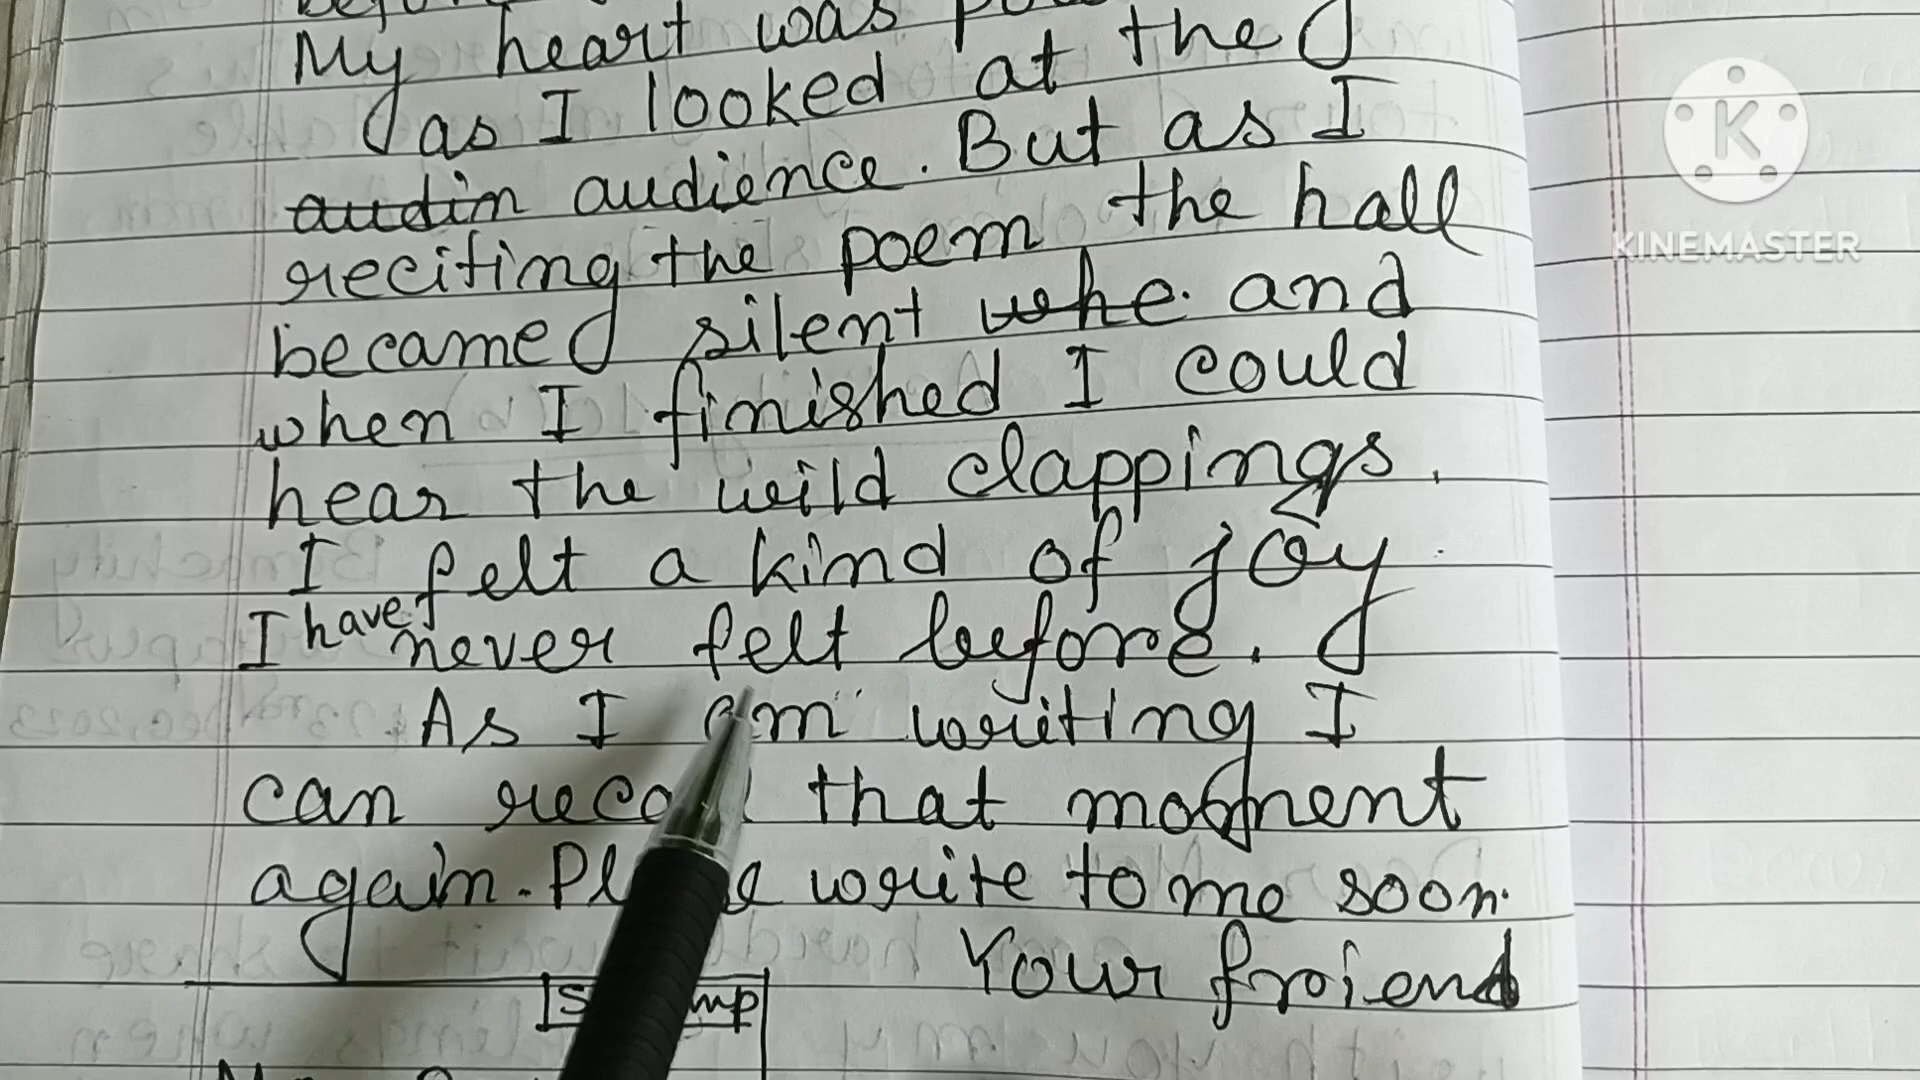 My heart was
as I looked at the
audim audience. But as I
reciting the poem the hall
became silent whe. and
when I finished I could
hear the wild clappings.
I felt a kind of joy.
I have never felt before.
As I am writing I
can that moment
again. write to me soon.
Your friend
KINEMASTER